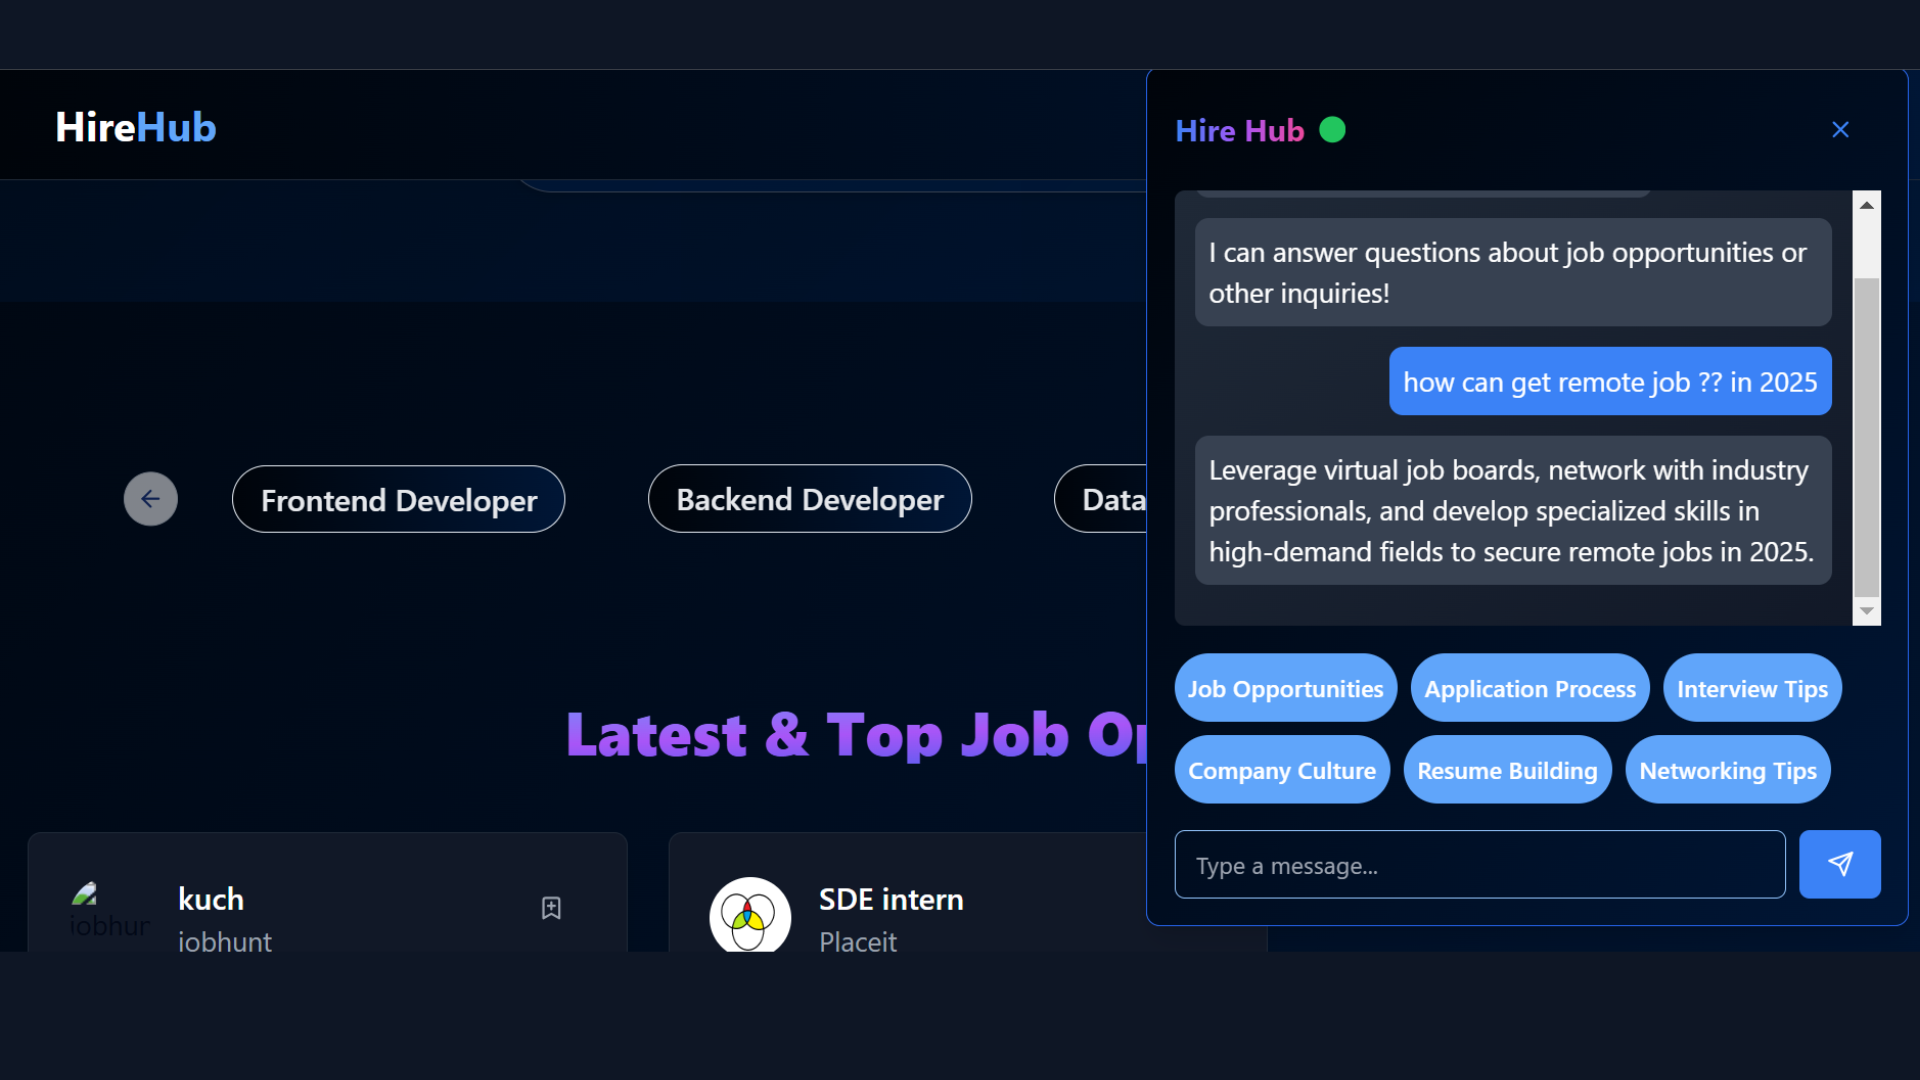 HireHub
Frontend Developer
Backend Developer
Data
Latest & Top Job Op
kuch
iobhunt
iobhur
SDE intern
Placeit
Hire Hub
I can answer questions about job opportunities or
other inquiries!
how can get remote job ?? in 2025
Leverage virtual job boards, network with industry
professionals, and develop specialized skills in
high-demand fields to secure remote jobs in 2025.
Job Opportunities
Application Process
Interview Tips
Company Culture
Resume Building
Networking Tips
Type a message...